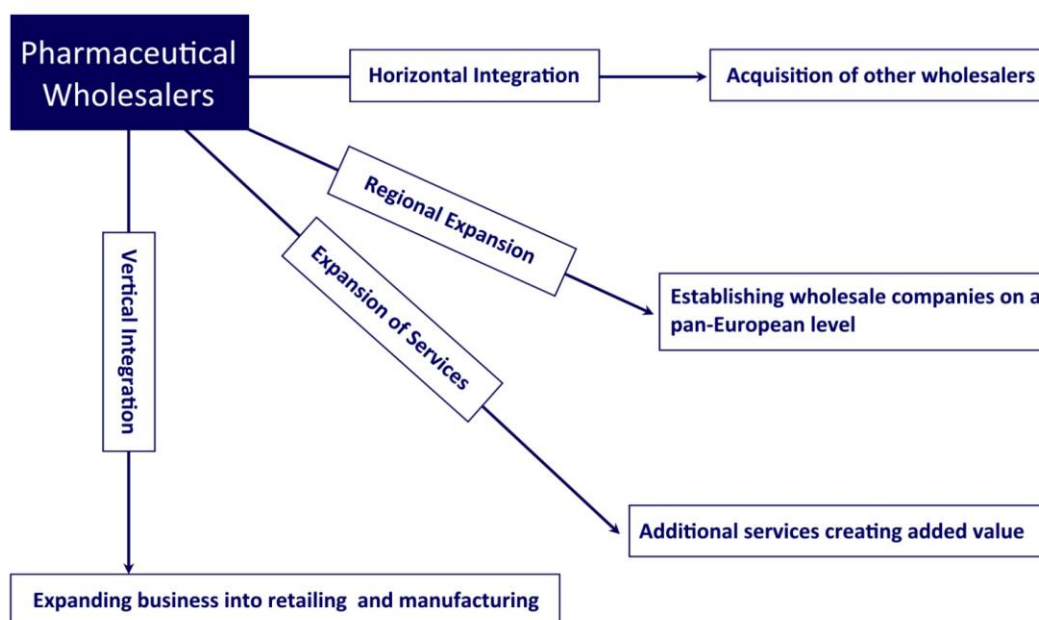 Pharmaceutical
Wholesalers
Horizontal Integration
Acquisition of other wholesalers
Regional Expansion
Establishing wholesale companies on a
pan-European level
Expansion of Services
Vertical Integration
Additional services creating added value
Expanding business into retailing and manufacturing